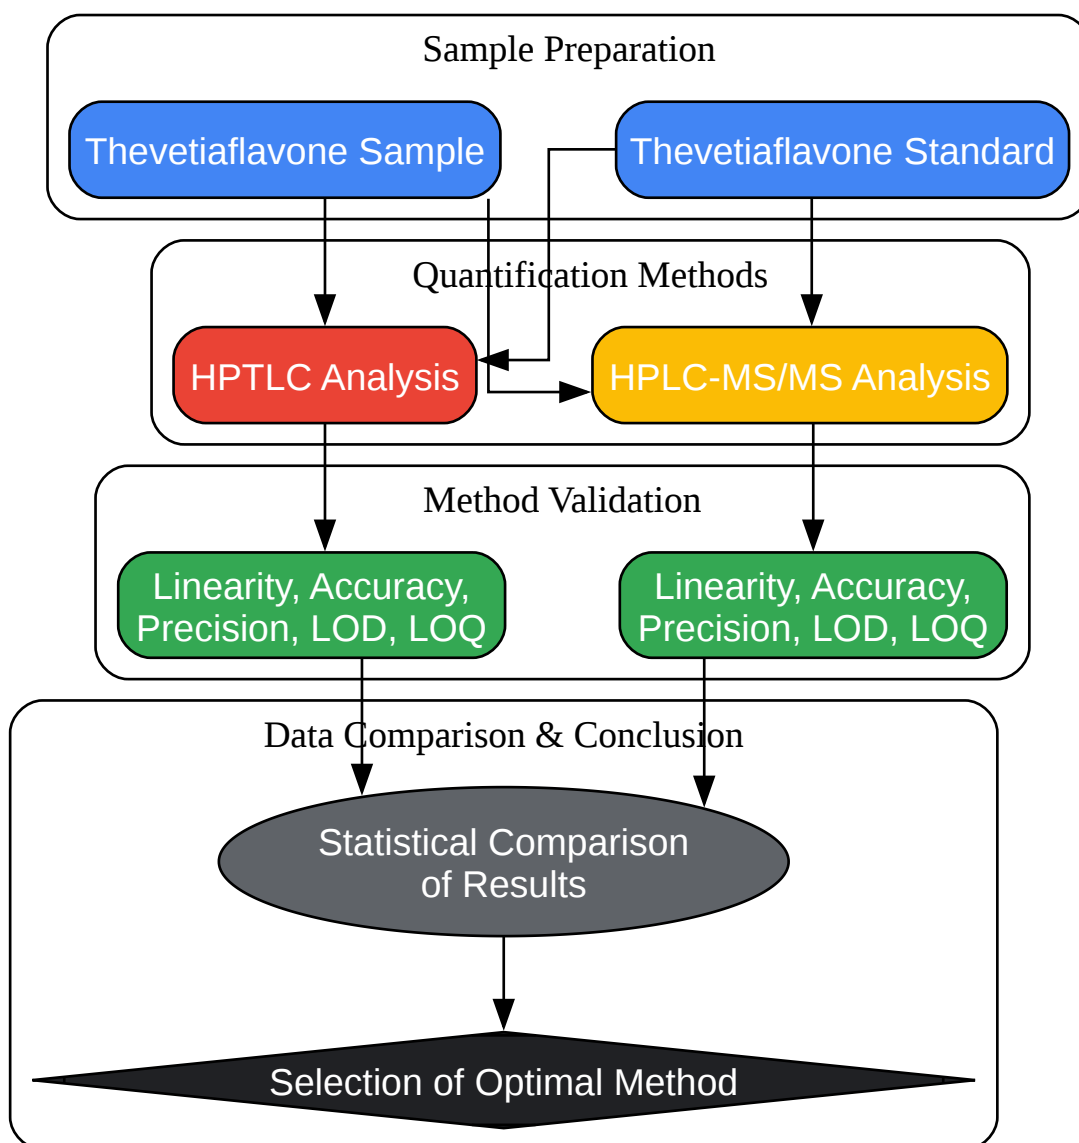 Sample Preparation
Thevetiaflavone Sample
Thevetiaflavone Standard
Quantification Methods
HPTLC Analysis
HPLC-MS/MS Analysis
Method Validation
Linearity, Accuracy,
Precision, LOD, LOQ
Linearity, Accuracy,
Precision, LOD, LOQ
Data Comparison & Conclusion
Statistical Comparison
of Results
Selection of Optimal Method